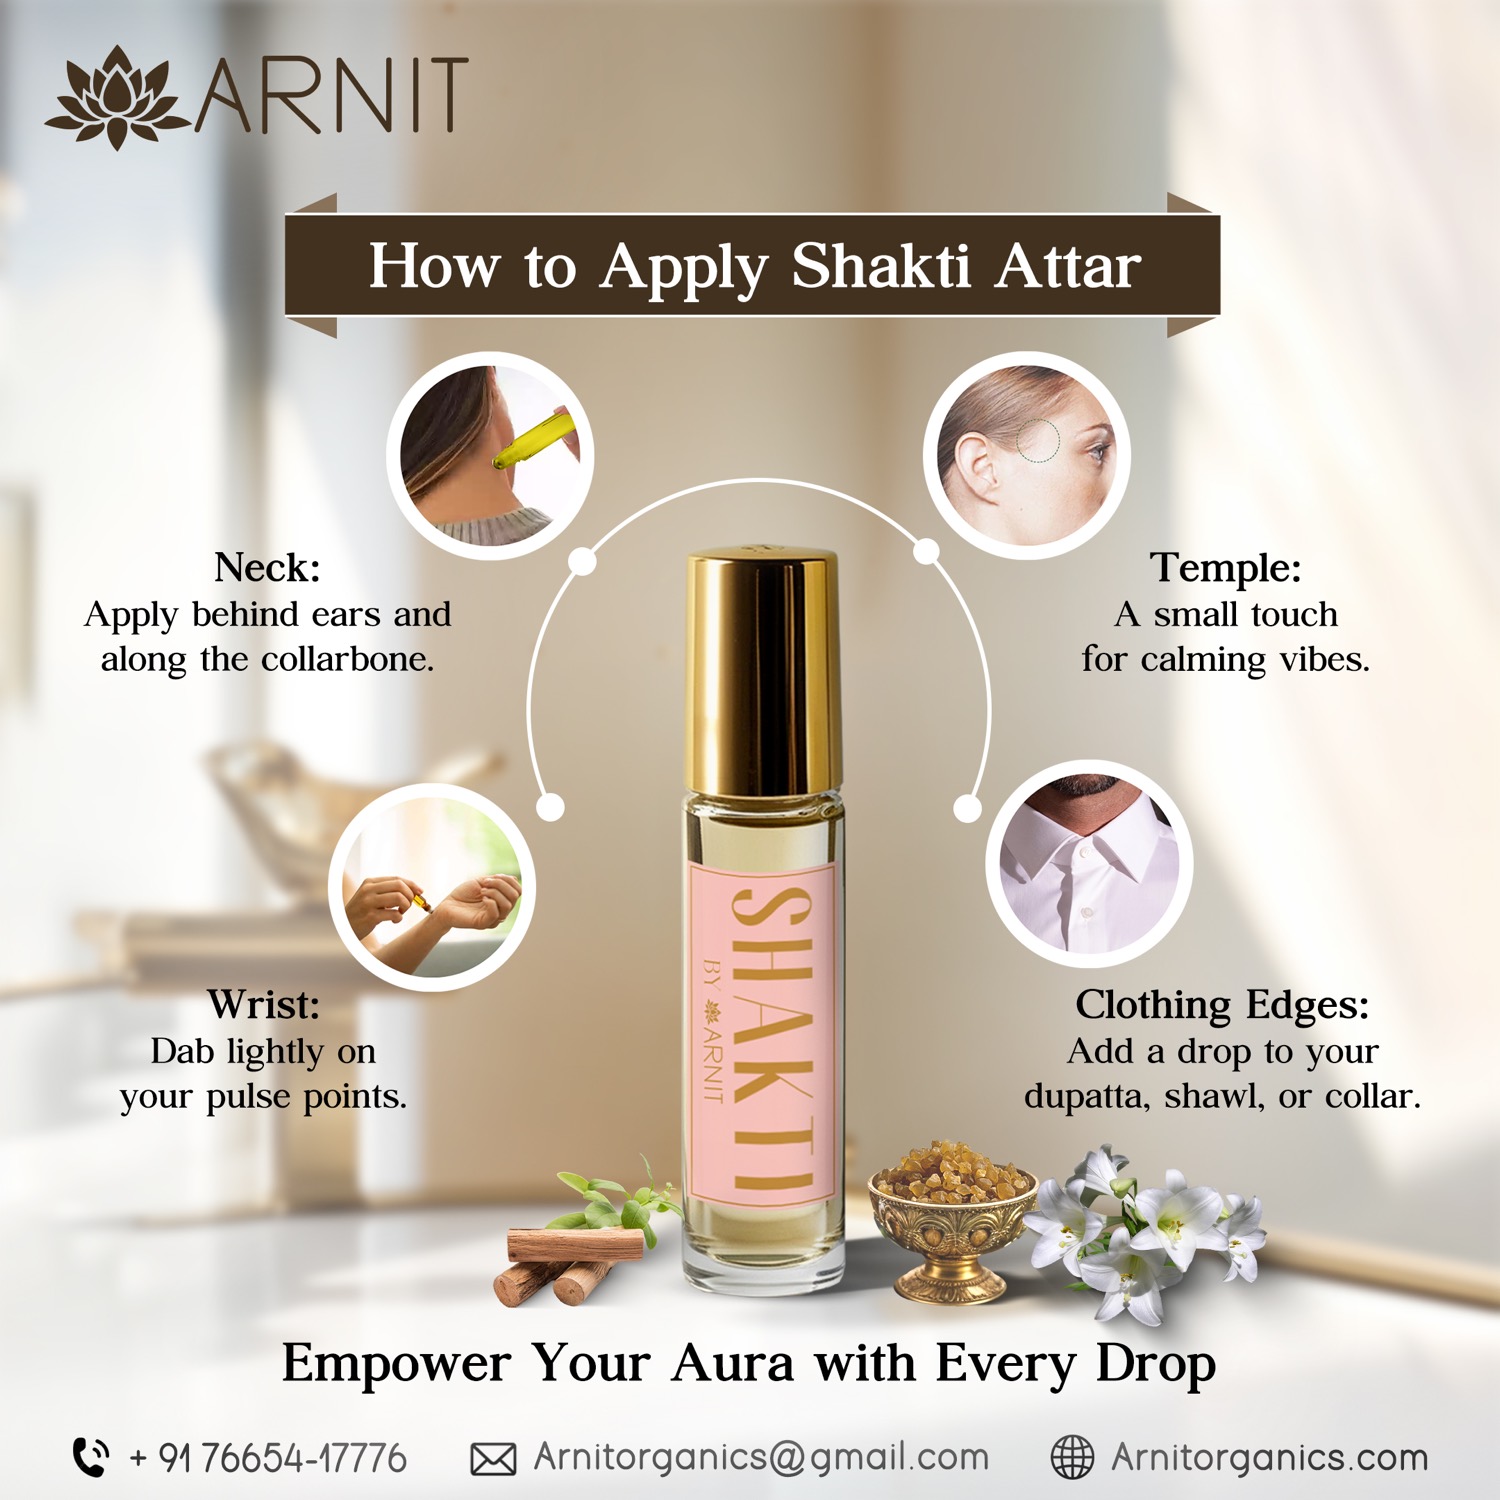 ARNIT
How to Apply Shakti Attar
Neck:
Apply behind ears and
along the collarbone.
Temple:
A small touch
for calming vibes.
Wrist:
Dab lightly on
your pulse points.
Clothing Edges:
Add a drop to your
dupatta, shawl, or collar.
SHAKTI
BY ARNIT
Empower Your Aura with Every Drop
+ 91 76654-17776
Arnitorganics@gmail.com
Arnitorganics.com